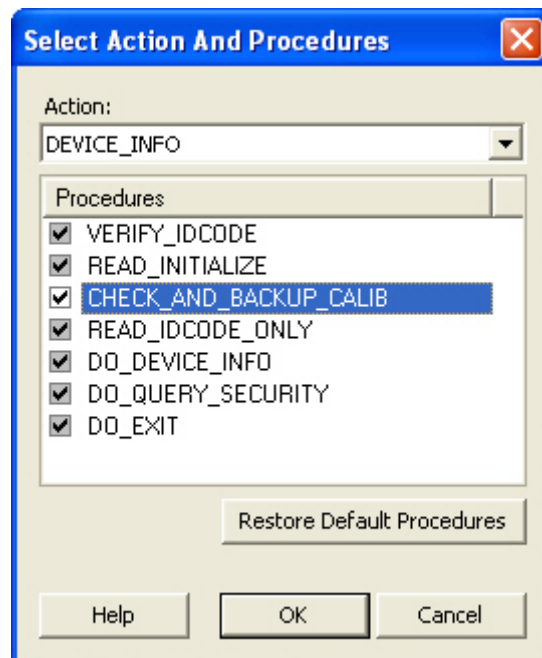 Select Action And Procedures
Action:
DEVICE_INFO
Procedures
VERIFY_IDCODE
READ_INITIALIZE
CHECK_AND_BACKUP_CALIB
READ_IDCODE_ONLY
DO_DEVICE_INFO
DO_QUERY_SECURITY
DO_EXIT
Restore Default Procedures
Help OK Cancel